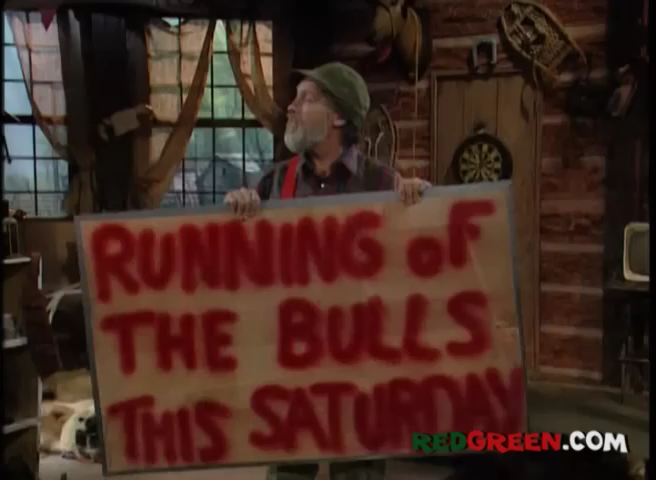 RUNNING oF
THE BULLS
THIS SATURDAY
REDGREEN.COM